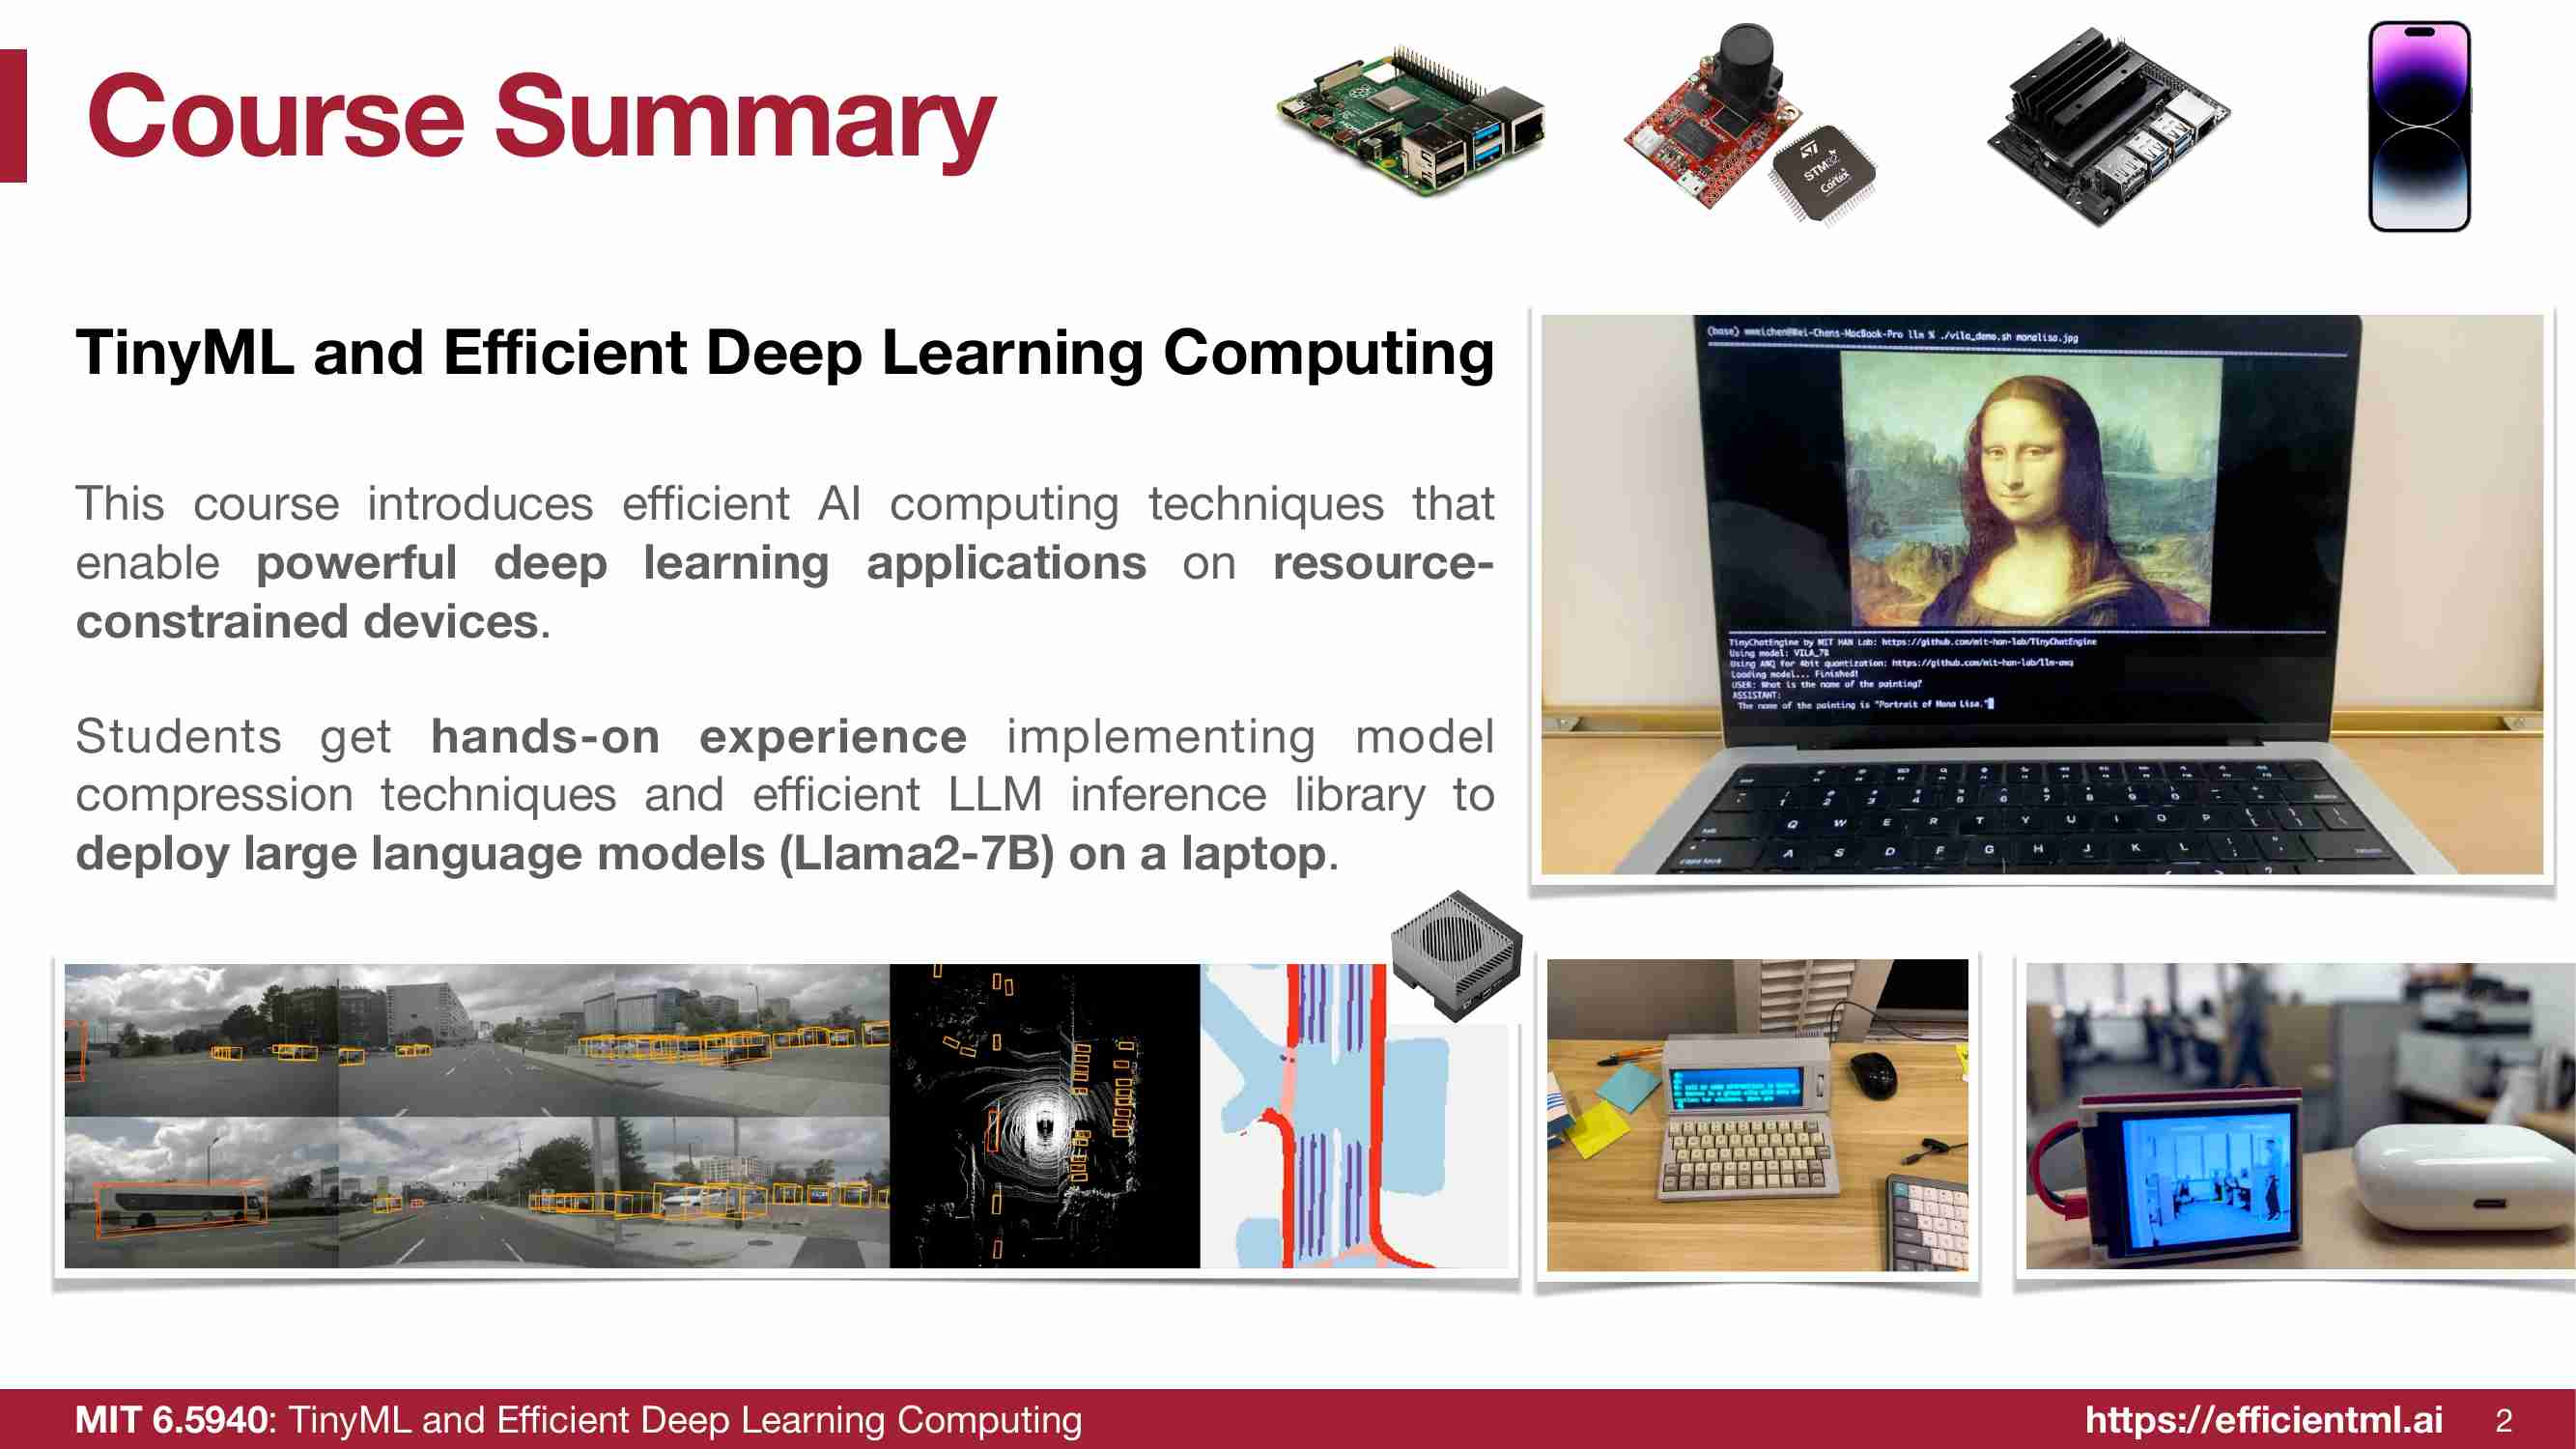 Course Summary
STM32
Cortex
TinyML and Efficient Deep Learning Computing
This course introduces efficient AI computing techniques that
enable powerful deep learning applications on resource-
constrained devices.
Students get hands-on experience implementing model
compression techniques and efficient LLM inference library to
deploy large language models (Llama2-7B) on a laptop.
(base) weeichen@Wei-Chens-MacBook-Pro llm % ./vila_demo.sh monalisa.jpg
TinyChatEngine by MIT HAN Lab: https://github.com/mit-han-lab/TinyChatEngine
Using model: VILA_7B
Using AWQ for 4bit quantization: https://github.com/mit-han-lab/llm-awq
Loading model... Finished!
USER: What is the name of the painting?
ASSISTANT:
The name of the painting is "Portrait of Mona Lisa."
MIT 6.5940: TinyML and Efficient Deep Learning Computing
https://efficientml.ai 2